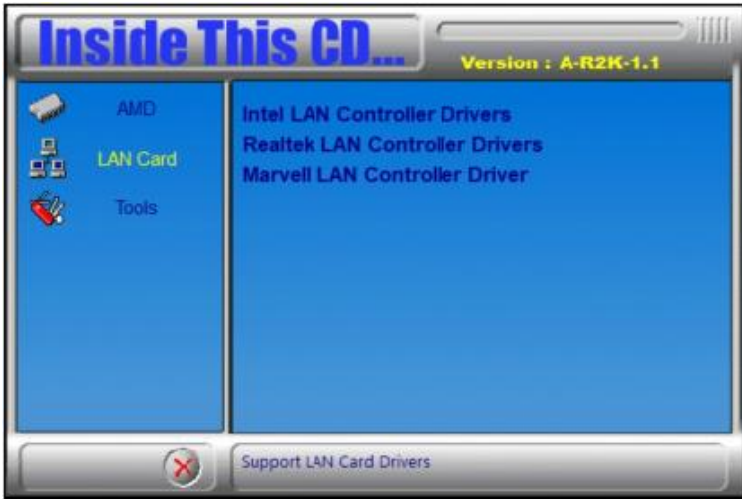 Inside This CD...
Version : A-R2K-1.1
AMD
LAN Card
Tools
Intel LAN Controller Drivers
Realtek LAN Controller Drivers
Marvell LAN Controller Driver
Support LAN Card Drivers